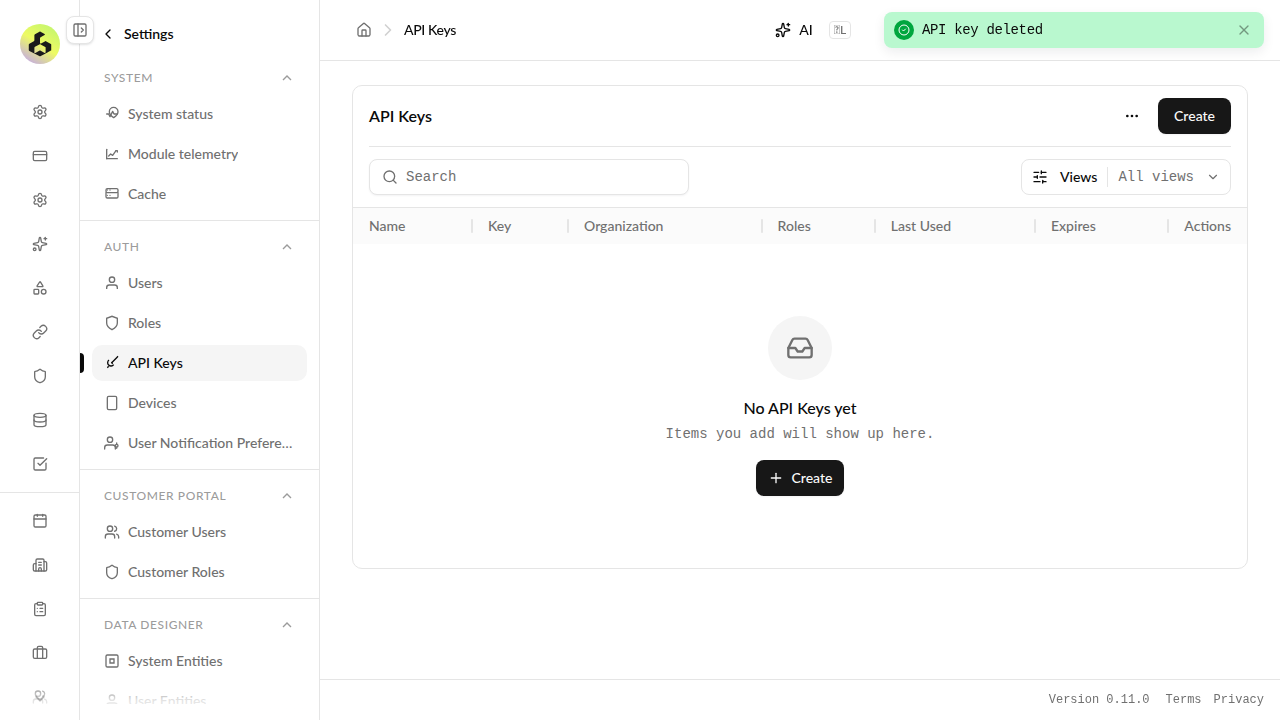 Settings
SYSTEM
System status
Module telemetry
Cache
AUTH
Users
Roles
API Keys
Devices
User Notification Prefere...
CUSTOMER PORTAL
Customer Users
Customer Roles
DATA DESIGNER
System Entities
User Entities
API Keys
AI
L
API key deleted
API Keys
Create
Search
Views
All views
Name
Key
Organization
Roles
Last Used
Expires
Actions
No API Keys yet
Items you add will show up here.
Create
Version 0.11.0
Terms
Privacy